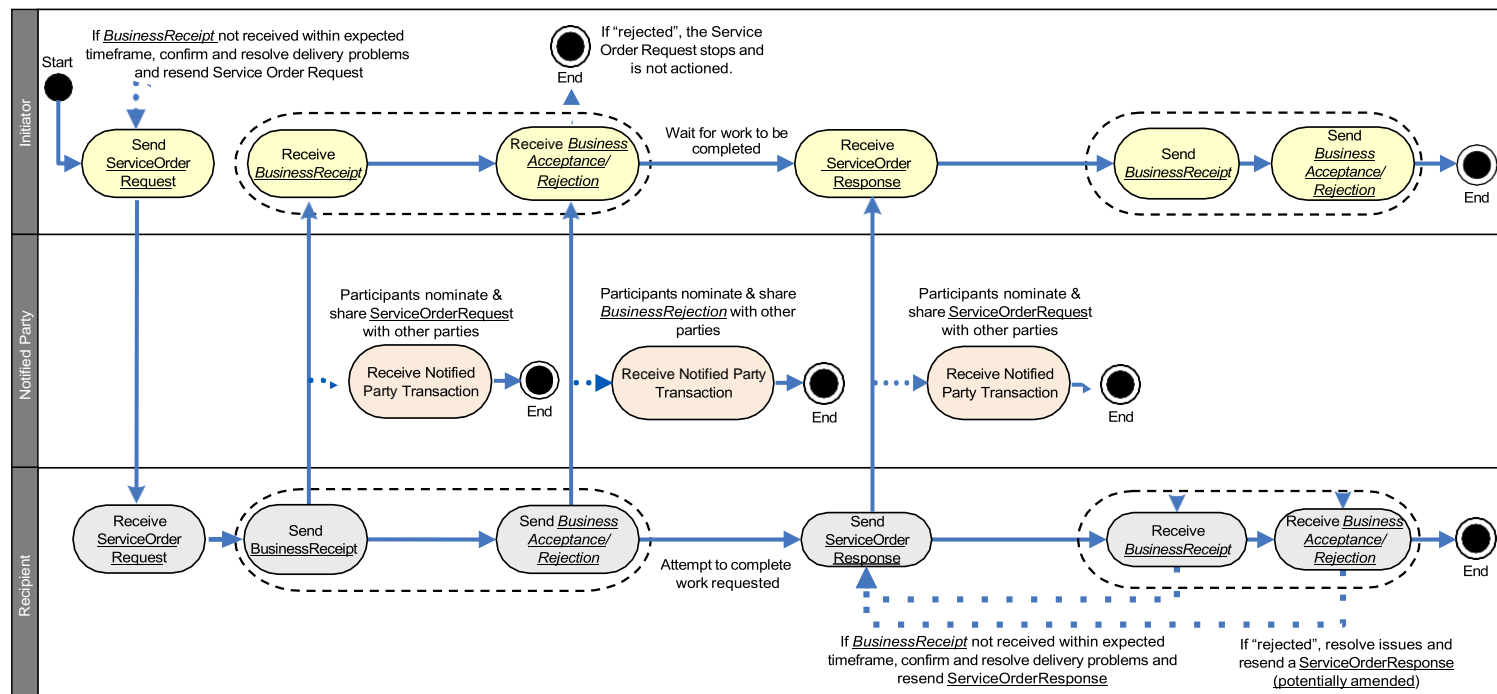 Initiator
Start
If BusinessReceipt not received within expected
timeframe, confirm and resolve delivery problems
and resend Service Order Request
End
If “rejected”, the Service
Order Request stops and
is not actioned.
Send
ServiceOrder
Request
Receive
BusinessReceipt
Receive Business
Acceptance/
Rejection
Wait for work to be
completed
Receive
ServiceOrder
Response
Send
BusinessReceipt
Send
Business
Acceptance/
Rejection
End
Notified Party
Participants nominate &
share ServiceOrderRequest
with other parties
Receive Notified
Party Transaction
End
Participants nominate & share
BusinessRejection with other
parties
Receive Notified Party
Transaction
End
Participants nominate &
share ServiceOrderRequest
with other parties
Receive Notified
Party Transaction
End
Recipient
Receive
ServiceOrder
Request
Send
BusinessReceipt
Send Business
Acceptance/
Rejection
Attempt to complete
work requested
Send
ServiceOrder
Response
Receive
BusinessReceipt
Receive Business
Acceptance/
Rejection
End
If BusinessReceipt not received within expected
timeframe, confirm and resolve delivery problems and
resend ServiceOrderResponse
If “rejected”, resolve issues and
resend a ServiceOrderResponse
(potentially amended)